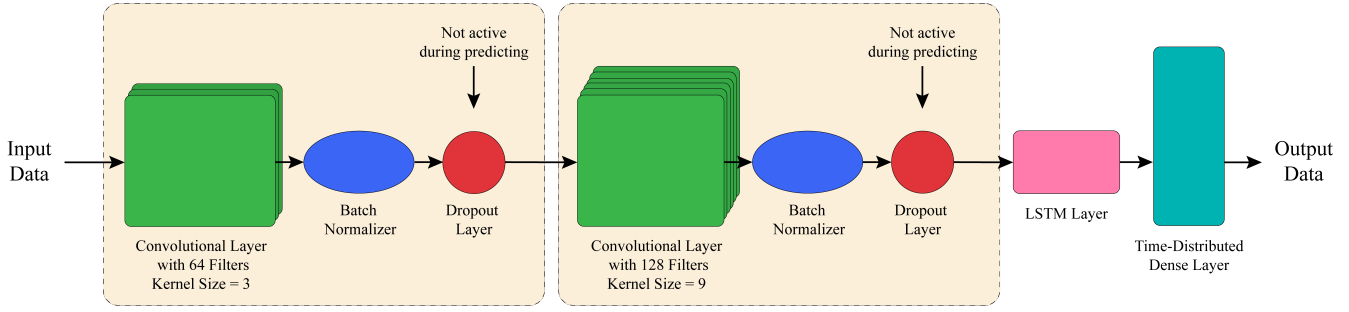 Input
Data
Convolutional Layer
with 64 Filters
Kernel Size = 3
Batch
Normalizer
Not active
during predicting
Dropout
Layer
Convolutional Layer
with 128 Filters
Kernel Size = 9
Batch
Normalizer
Not active
during predicting
Dropout
Layer
LSTM Layer
Time-Distributed
Dense Layer
Output
Data